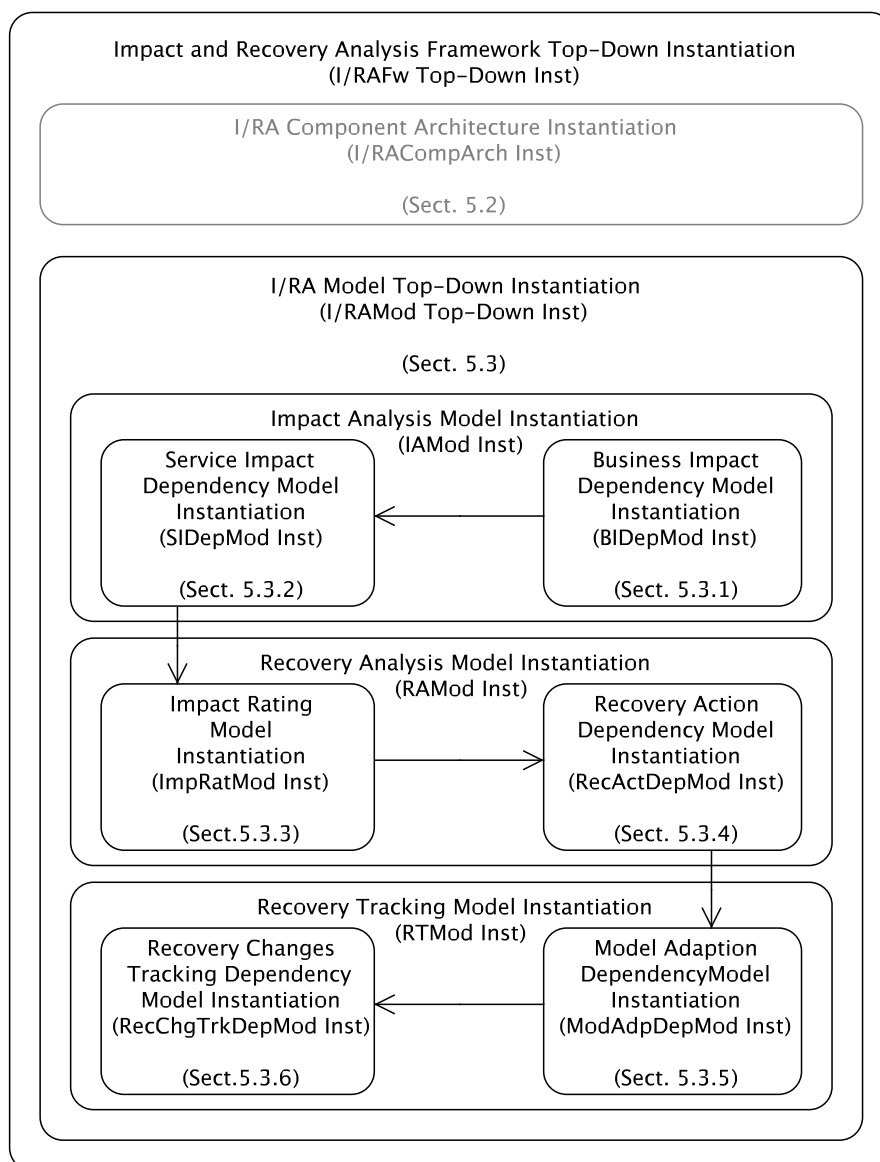 Impact and Recovery Analysis Framework Top-Down Instantiation
(I/RAFw Top-Down Inst)
I/RA Component Architecture Instantiation
(I/RACompArch Inst)
(Sect. 5.2)
I/RA Model Top-Down Instantiation
(I/RAMod Top-Down Inst)
(Sect. 5.3)
Impact Analysis Model Instantiation
(IAMod Inst)
Service Impact
Dependency Model
Instantiation
(SIDepMod Inst)
(Sect. 5.3.2)
Business Impact
Dependency Model
Instantiation
(BIDepMod Inst)
(Sect. 5.3.1)
Recovery Analysis Model Instantiation
(RAMod Inst)
Impact Rating
Model
Instantiation
(ImpRatMod Inst)
(Sect.5.3.3)
Recovery Action
Dependency Model
Instantiation
(RecActDepMod Inst)
(Sect. 5.3.4)
Recovery Tracking Model Instantiation
(RTMod Inst)
Recovery Changes
Tracking Dependency
Model Instantiation
(RecChgTrkDepMod Inst)
(Sect.5.3.6)
Model Adaption
DependencyModel
Instantiation
(ModAdpDepMod Inst)
(Sect. 5.3.5)